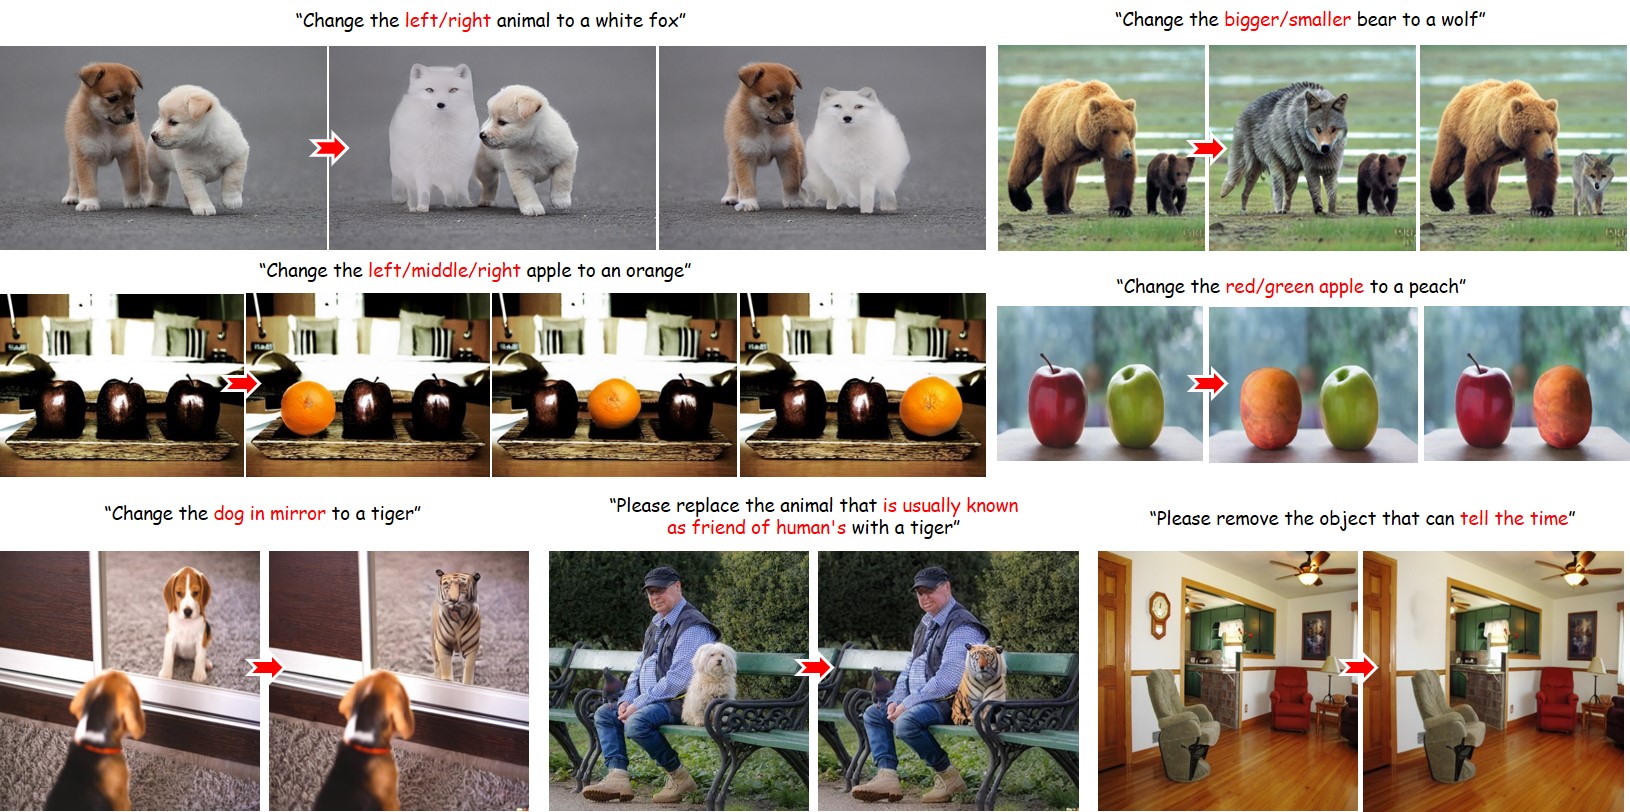 “Change the left/right animal to a white fox”
“Change the bigger/smaller bear to a wolf”
“Change the left/middle/right apple to an orange”
“Change the red/green apple to a peach”
“Change the dog in mirror to a tiger”
“Please replace the animal that is usually known
as friend of human's with a tiger”
“Please remove the object that can tell the time”